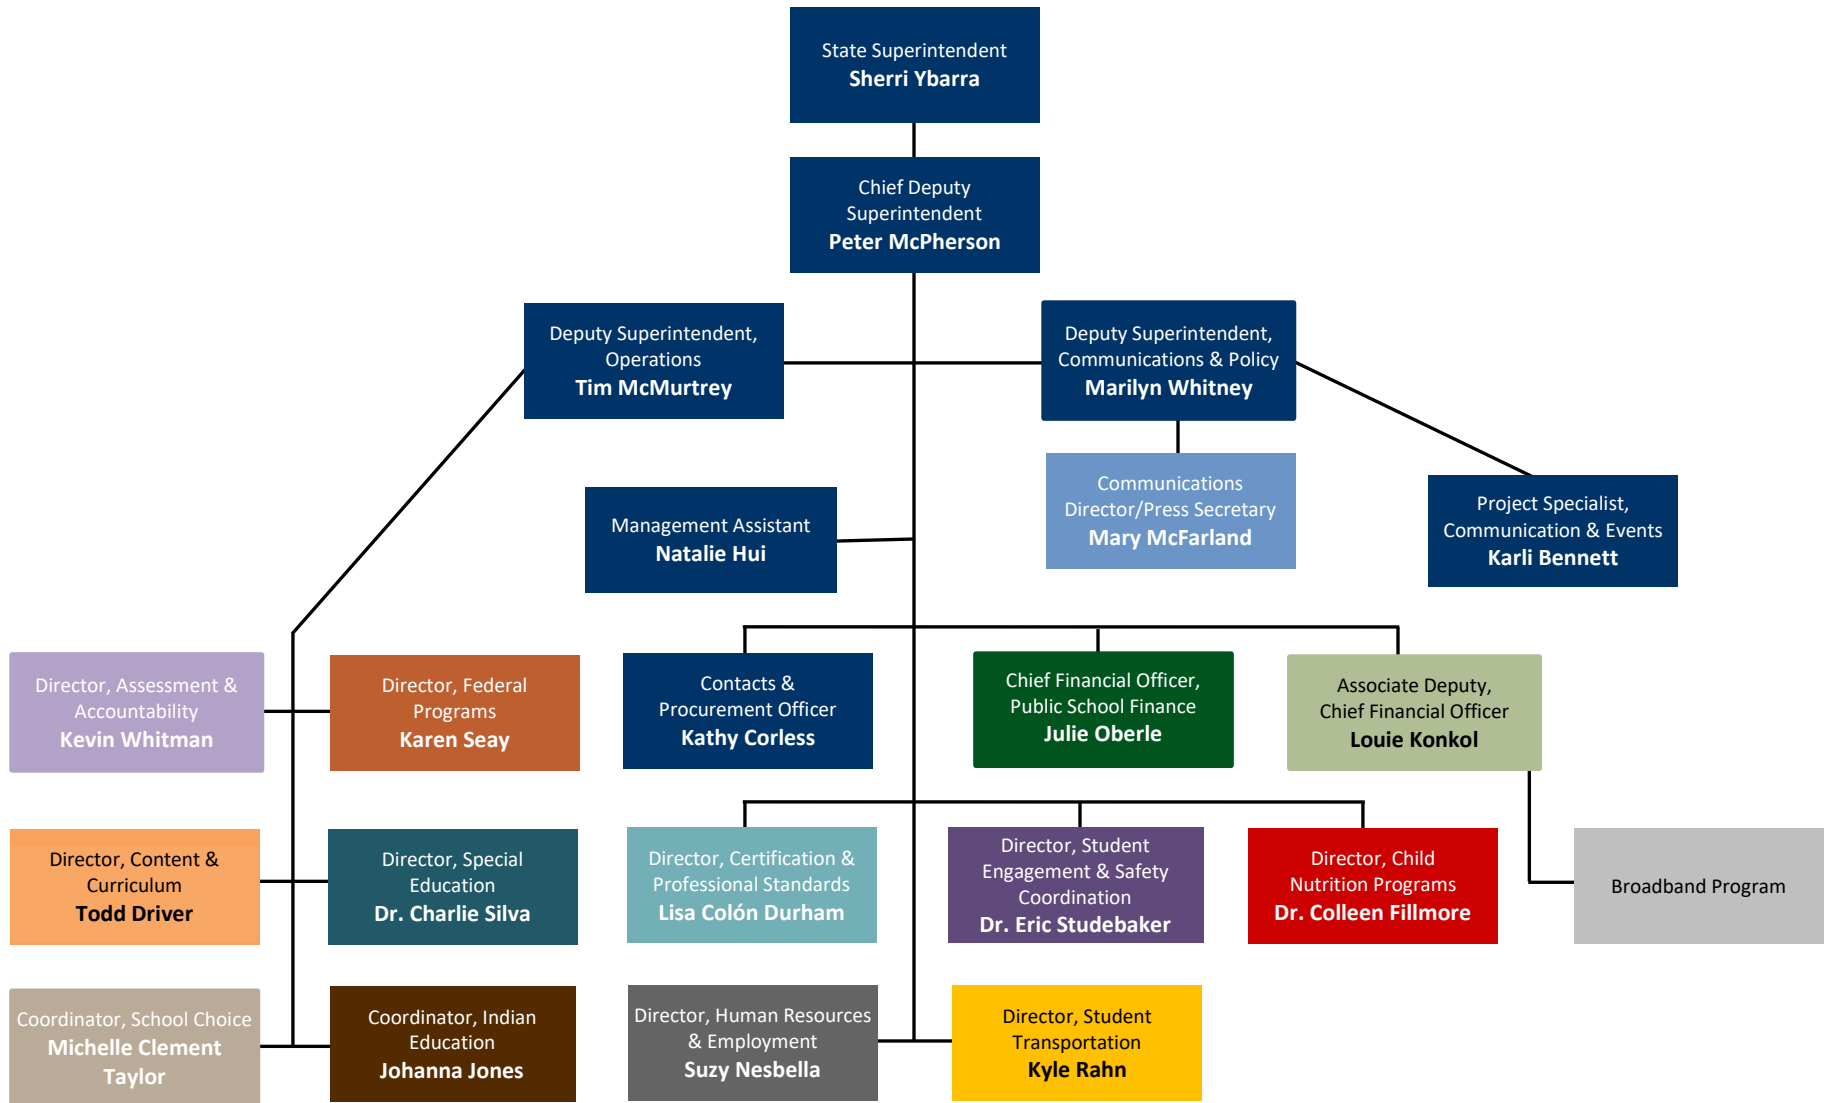 State Superintendent
Sherri Ybarra
Chief Deputy
Superintendent
Peter McPherson
Deputy Superintendent,
Operations
Tim McMurtrey
Deputy Superintendent,
Communications & Policy
Marilyn Whitney
Communications
Director/Press Secretary
Mary McFarland
Project Specialist,
Communication & Events
Karli Bennett
Management Assistant
Natalie Hui
Director, Assessment &
Accountability
Kevin Whitman
Director, Federal
Programs
Karen Seay
Contacts &
Procurement Officer
Kathy Corless
Chief Financial Officer,
Public School Finance
Julie Oberle
Associate Deputy,
Chief Financial Officer
Louie Konkol
Director, Content &
Curriculum
Todd Driver
Director, Special
Education
Dr. Charlie Silva
Director, Certification &
Professional Standards
Lisa Colón Durham
Director, Student
Engagement & Safety
Coordination
Dr. Eric Studebaker
Director, Child
Nutrition Programs
Dr. Colleen Fillmore
Broadband Program
Coordinator, School Choice
Michelle Clement
Taylor
Coordinator, Indian
Education
Johanna Jones
Director, Human Resources
& Employment
Suzy Nesbella
Director, Student
Transportation
Kyle Rahn